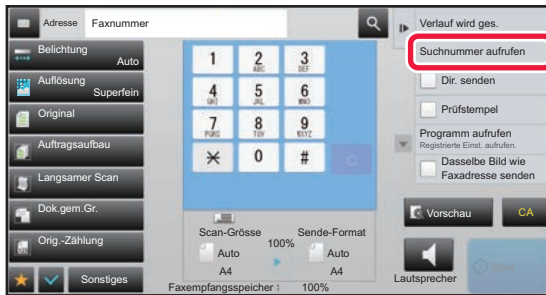 Adresse Faxnummer
Verlauf wird ges.
Belichtung
Auto
Suchnummer aufrufen
Auflösung
Superfein
Dir. senden
Original
Prüfstempel
Auftragsaufbau
Programm aufrufen
Registrierte Einst. aufrufen.
Langsamer Scan
Dasselbe Bild wie
Faxadresse senden
Dok.gem.Gr.
Orig.-Zählung
Sonstiges
1 2 3
ABC DEF
4 5 6
GHI JKL MNO
7 8 9
PQRS TUV WXYZ
0 #
C
Scan-Grösse Sende-Format
100%
Auto Auto
A4 A4
Faxempfangsspeicher : 100%
Vorschau CA
Lautsprecher
Start